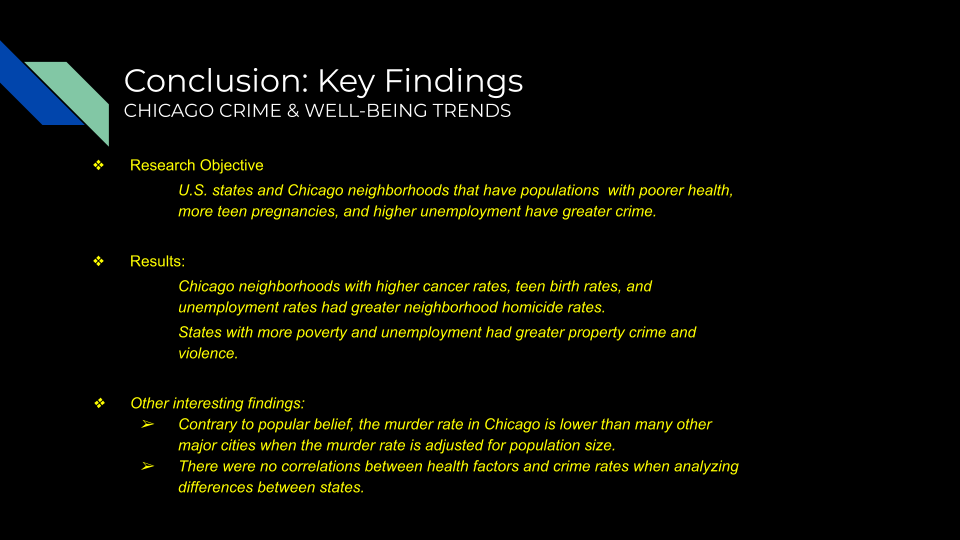 Conclusion: Key Findings
CHICAGO CRIME & WELL-BEING TRENDS
❖ Research Objective
U.S. states and Chicago neighborhoods that have populations  with poorer health,
more teen pregnancies, and higher unemployment have greater crime.
❖ Results:
Chicago neighborhoods with higher cancer rates, teen birth rates, and
unemployment rates had greater neighborhood homicide rates.
States with more poverty and unemployment had greater property crime and
violence.
❖ Other interesting findings:
➢ Contrary to popular belief, the murder rate in Chicago is lower than many other
major cities when the murder rate is adjusted for population size.
➢ There were no correlations between health factors and crime rates when analyzing
differences between states.